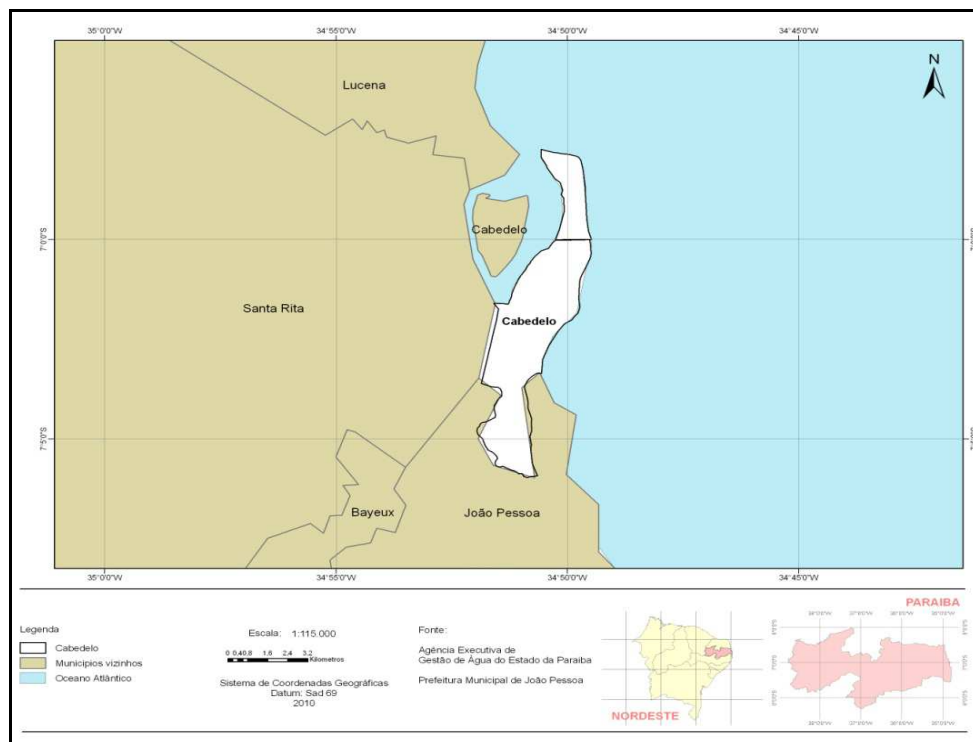 35°0'0"W 34°55'0"W 34°50'0"W 34°45'0"W
N
Lucena
Cabedelo
7°0'0"S
Santa Rita
Cabedelo
7°5'0"S
Bayeux
João Pessoa
35°0'0"W 34°55'0"W 34°50'0"W 34°45'0"W
Legenda
Cabedelo
Municípios vizinhos
Oceano Atlântico
Escala: 1:115.000
0 0,40,8 1,6 2,4 3,2
Kilometros
Sistema de Coordenadas Geográficas
Datum: Sad 69
2010
Fonte:
Agência Executiva de
Gestão de Água do Estado da Paraiba
Prefeitura Municipal de João Pessoa
NORDESTE
PARAIBA